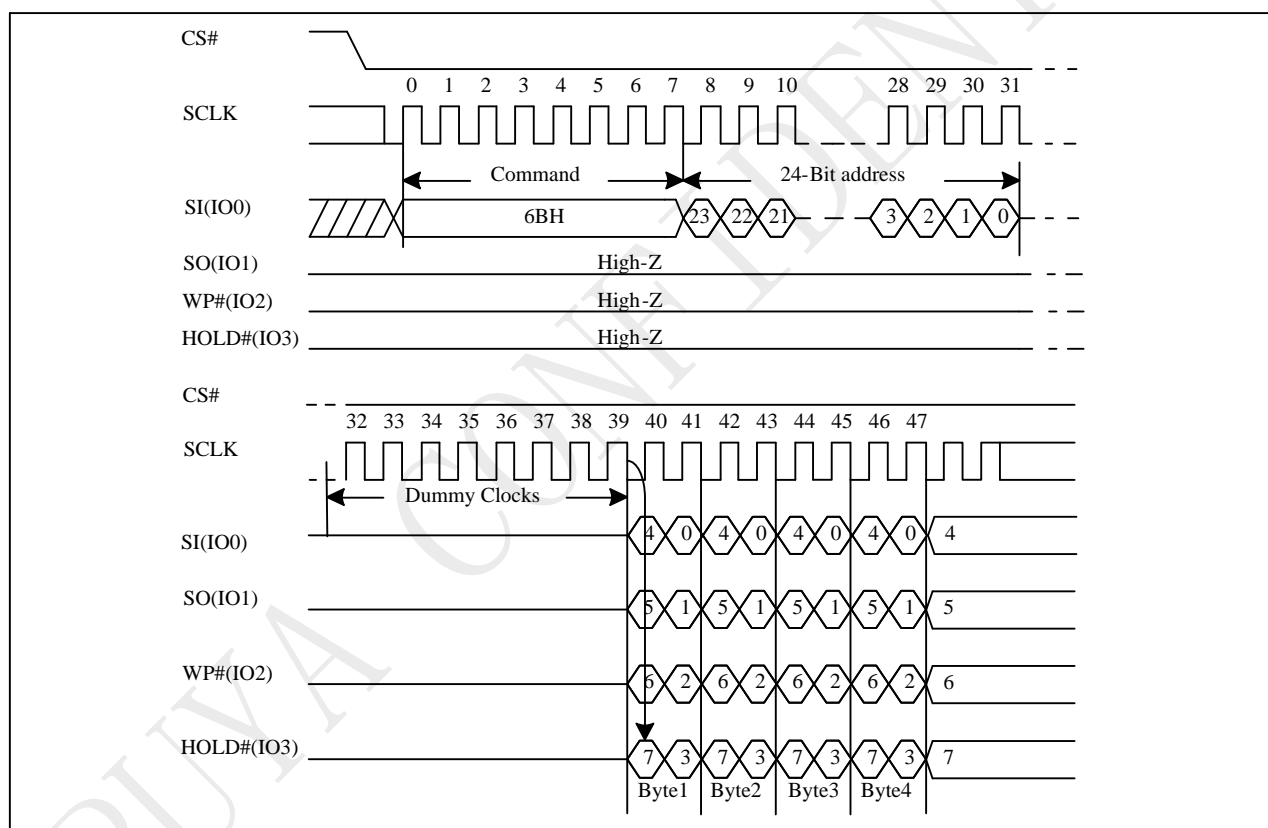 CS#
0 1 2 3 4 5 6 7 8 9 10 28 29 30 31
SCLK
Command 24-Bit address
SI(IO0) 6BH 23 22 21 3 2 1 0
SO(IO1) High-Z
WP#(IO2) High-Z
HOLD#(IO3) High-Z
CS#
32 33 34 35 36 37 38 39 40 41 42 43 44 45 46 47
SCLK
Dummy Clocks
SI(IO0) 4 0 4 0 4 0 4 0 4
SO(IO1) 5 1 5 1 5 1 5 1 5
WP#(IO2) 6 2 6 2 6 2 6 2 6
HOLD#(IO3) 7 3 7 3 7 3 7 3 7
Byte1 Byte2 Byte3 Byte4
PUYA CONFIDEN